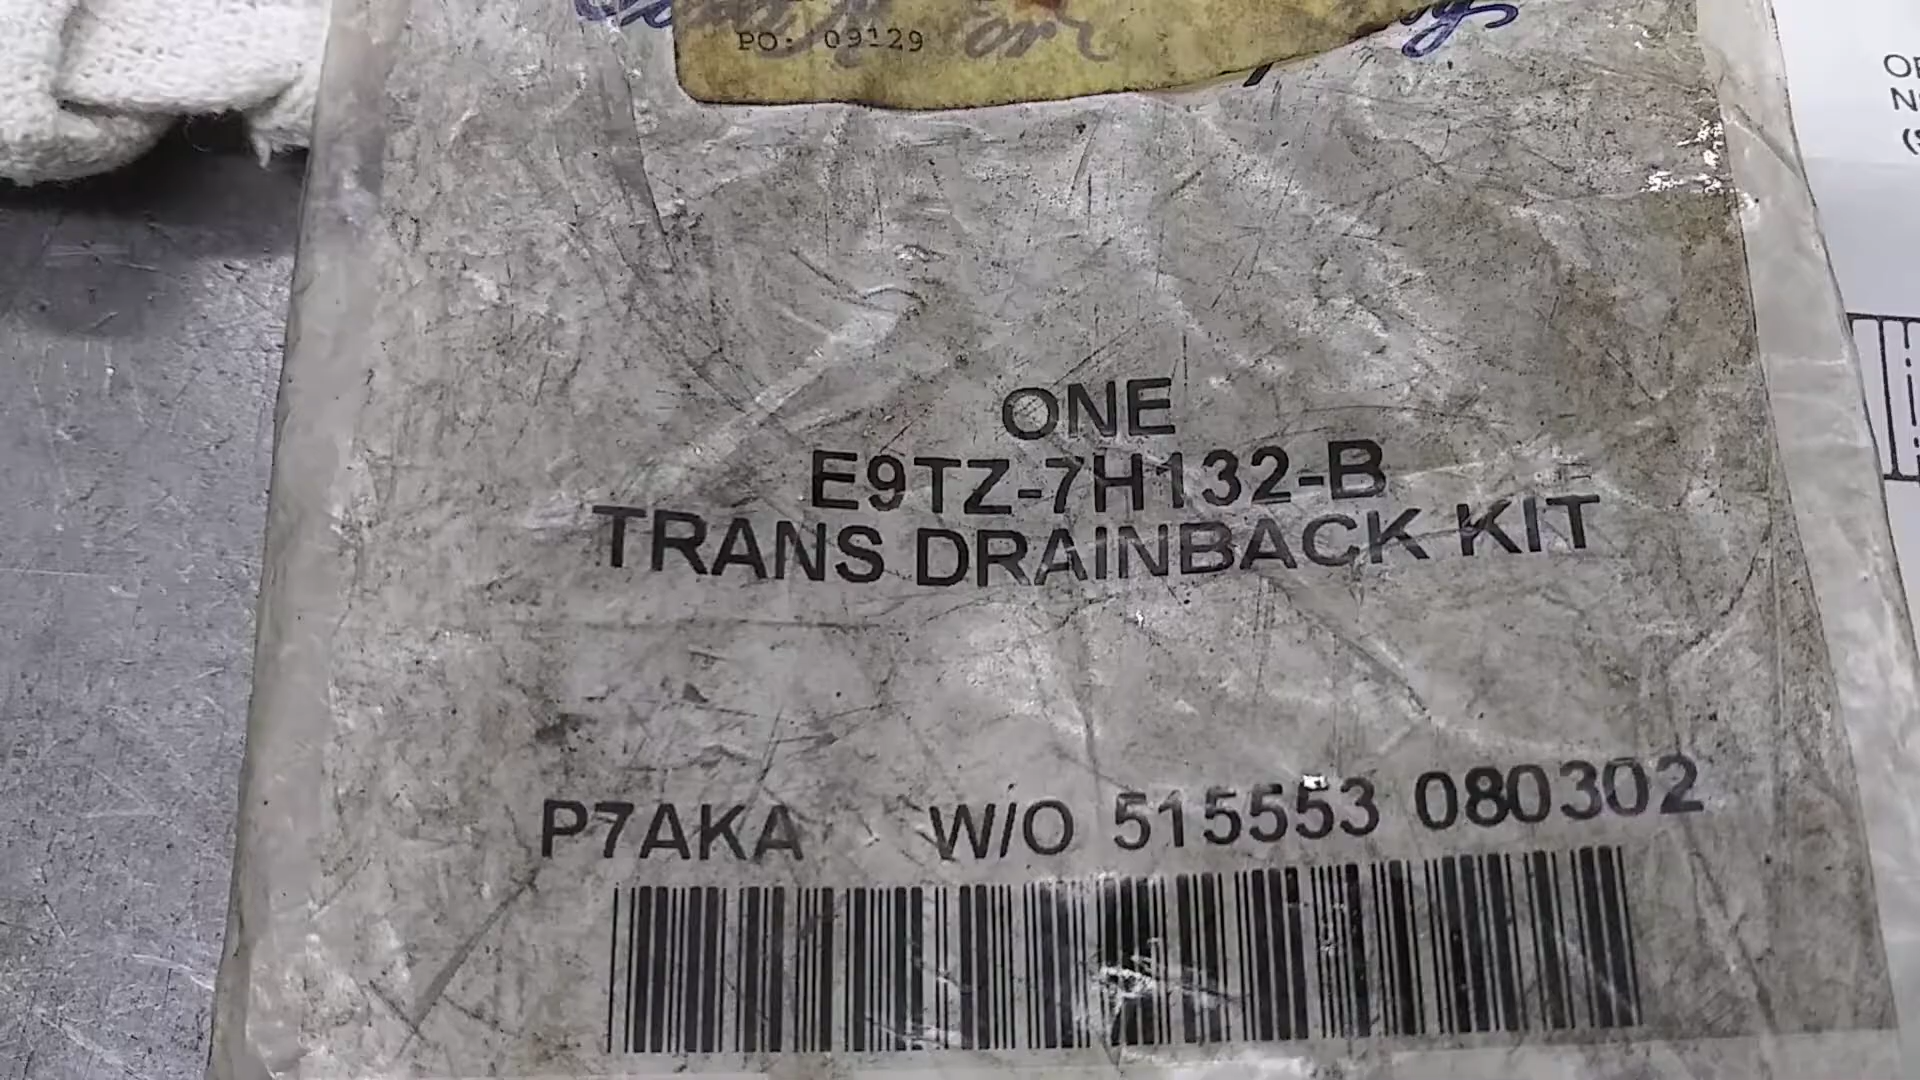 PO: 09129
ONE
E9TZ-7H132-B
TRANS DRAINBACK KIT
P7AKA W/O 515553 080302